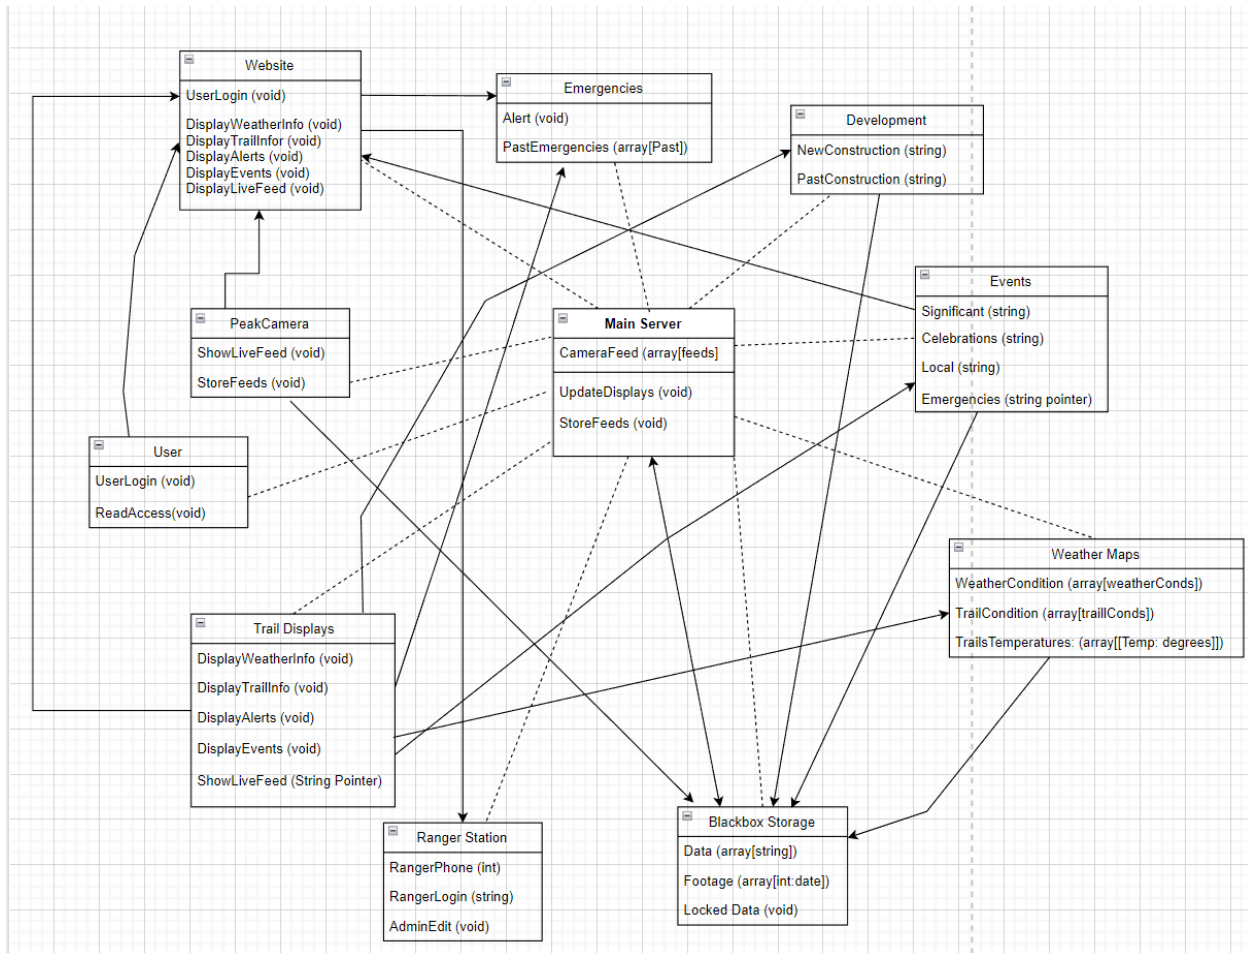 Website
UserLogin (void)
DisplayWeatherInfo (void)
DisplayTrailInfor (void)
DisplayAlerts (void)
DisplayEvents (void)
DisplayLiveFeed (void)
Emergencies
Alert (void)
PastEmergencies (array[Past])
Development
NewConstruction (string)
PastConstruction (string)
Events
Significant (string)
Celebrations (string)
Local (string)
Emergencies (string pointer)
PeakCamera
ShowLiveFeed (void)
StoreFeeds (void)
Main Server
CameraFeed (array[feeds]
UpdateDisplays (void)
StoreFeeds (void)
User
UserLogin (void)
ReadAccess(void)
Weather Maps
WeatherCondition (array[weatherConds])
TrailCondition (array[traillConds])
TrailsTemperatures: (array[[Temp: degrees]])
Trail Displays
DisplayWeatherInfo (void)
DisplayTrailInfo (void)
DisplayAlerts (void)
DisplayEvents (void)
ShowLiveFeed (String Pointer)
Ranger Station
RangerPhone (int)
RangerLogin (string)
AdminEdit (void)
Blackbox Storage
Data (array[string])
Footage (array[int:date])
Locked Data (void)